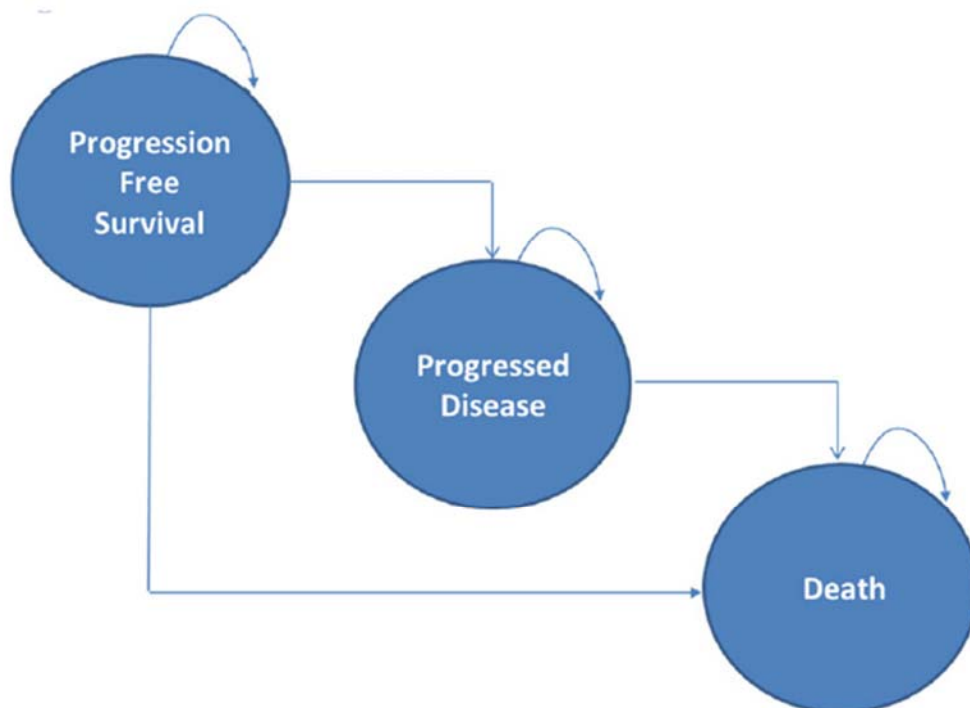 Progression
Free
Survival
Progressed
Disease
Death